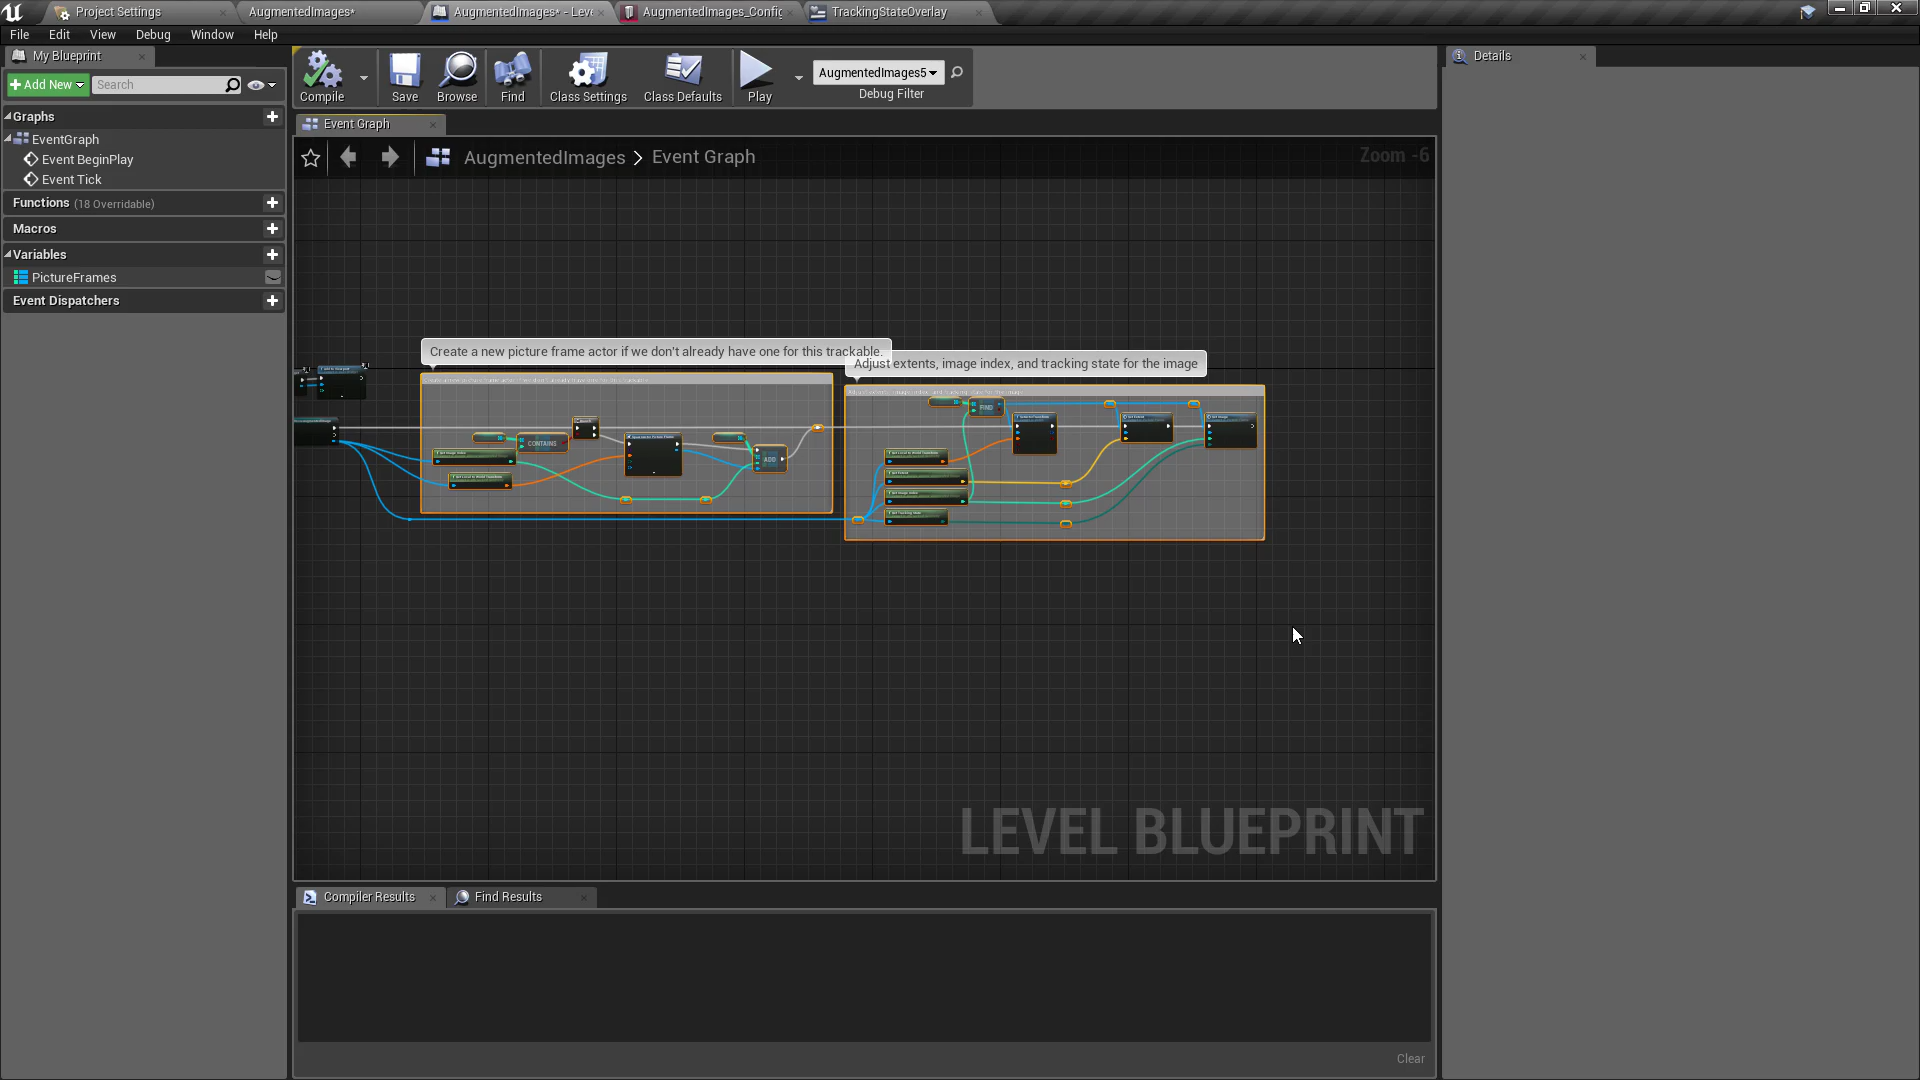 Project Settings
AugmentedImages*
AugmentedImages* - Leve
AugmentedImages_Config
TrackingStateOverlay
File
Edit
View
Debug
Window
Help
My Blueprint
Add New
Search
Graphs
EventGraph
Event BeginPlay
Event Tick
Functions (18 Overridable)
Macros
Variables
PictureFrames
Event Dispatchers
Compile
Save
Browse
Find
Class Settings
Class Defaults
Play
AugmentedImages5
Debug Filter
Event Graph
AugmentedImages > Event Graph
Zoom -6
Create a new picture frame actor if we don't already have one for this trackable.
Adjust extents, image index, and tracking state for the image
CONTAINS
ADD
FIND
LEVEL BLUEPRINT
Compiler Results
Find Results
Clear
Details